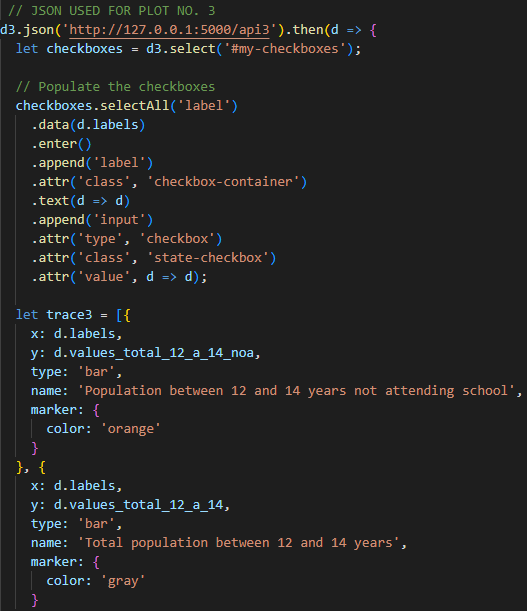 // JSON USED FOR PLOT NO. 3
d3.json('http://127.0.0.1:5000/api3').then(d => {
  let checkboxes = d3.select('#my-checkboxes');

  // Populate the checkboxes
  checkboxes.selectAll('label')
    .data(d.labels)
    .enter()
    .append('label')
    .attr('class', 'checkbox-container')
    .text(d => d)
    .append('input')
    .attr('type', 'checkbox')
    .attr('class', 'state-checkbox')
    .attr('value', d => d);

  let trace3 = [{
    x: d.labels,
    y: d.values_total_12_a_14_noa,
    type: 'bar',
    name: 'Population between 12 and 14 years not attending school',
    marker: {
      color: 'orange'
    }
  }, {
    x: d.labels,
    y: d.values_total_12_a_14,
    type: 'bar',
    name: 'Total population between 12 and 14 years',
    marker: {
      color: 'gray'
    }